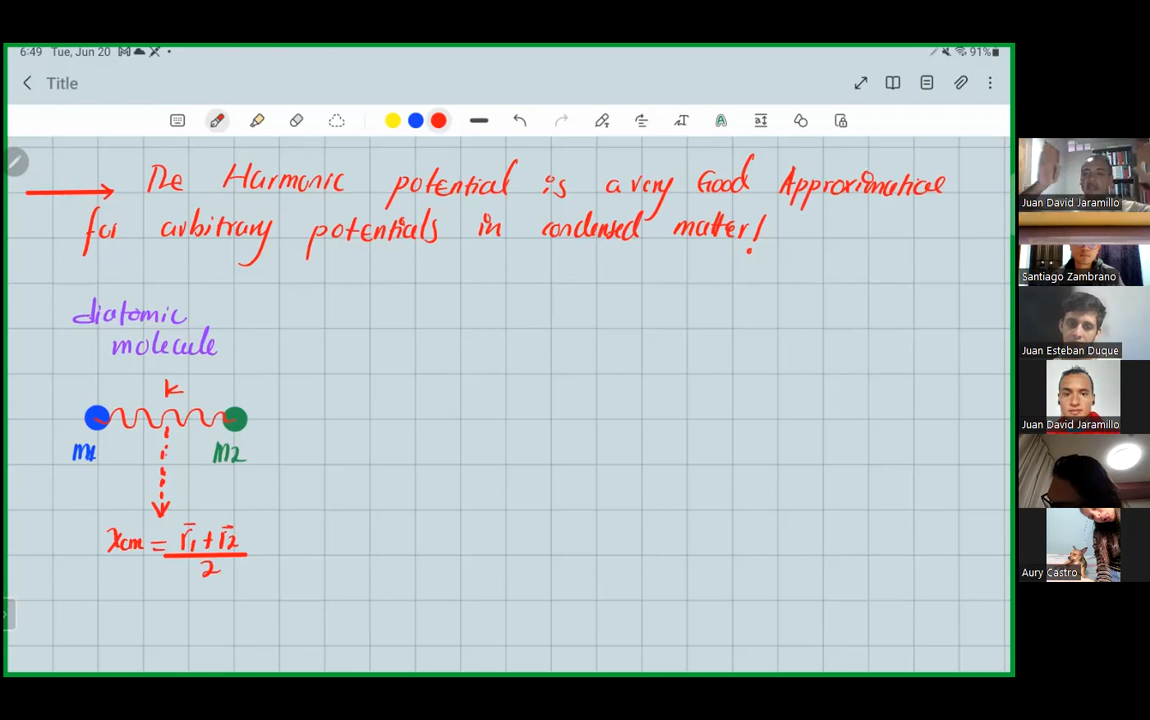 6:49 Tue, Jun 20
91%
Title
The Harmonic potential is a very Good Approximation
for arbitrary potentials in condensed matter!
diatomic
molecule
K
m1
m2
xcm = r̄1 + r̄2
2
Juan David Jaramillo
Santiago Zambrano
Juan Esteban Duque
Juan David Jaramillo
Aury Castro